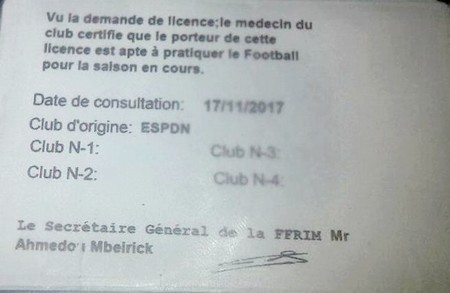 Vu la demande de licence;le medecin du
club certifie que le porteur de cette
licence est apte à pratiquer le Football
pour la saison en cours.
Date de consultation: 17/11/2017
Club d'origine: ESPDN
Club N-1: Club N-3:
Club N-2: Club N-4:
Le Secrétaire Général de la FFRIM Mr
Mbeirick